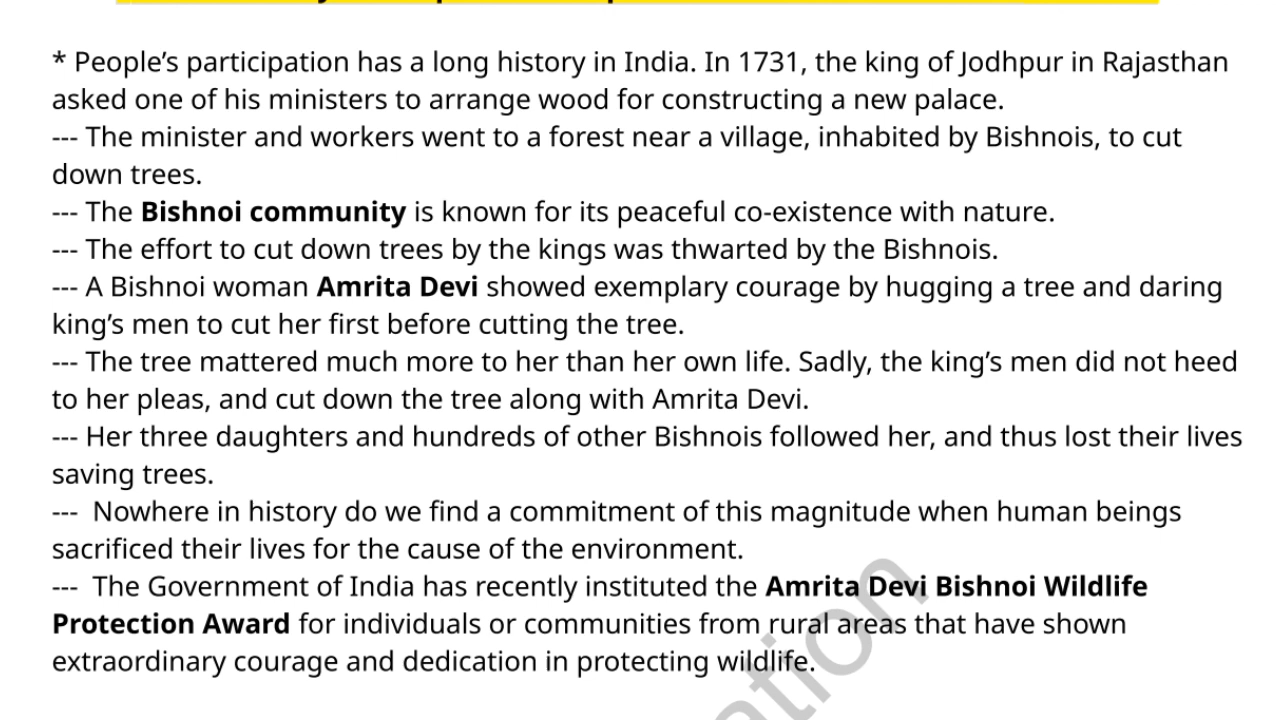 * People’s participation has a long history in India. In 1731, the king of Jodhpur in Rajasthan
asked one of his ministers to arrange wood for constructing a new palace.
--- The minister and workers went to a forest near a village, inhabited by Bishnois, to cut
down trees.
--- The Bishnoi community is known for its peaceful co-existence with nature.
--- The effort to cut down trees by the kings was thwarted by the Bishnois.
--- A Bishnoi woman Amrita Devi showed exemplary courage by hugging a tree and daring
king’s men to cut her first before cutting the tree.
--- The tree mattered much more to her than her own life. Sadly, the king’s men did not heed
to her pleas, and cut down the tree along with Amrita Devi.
--- Her three daughters and hundreds of other Bishnois followed her, and thus lost their lives
saving trees.
---  Nowhere in history do we find a commitment of this magnitude when human beings
sacrificed their lives for the cause of the environment.
---  The Government of India has recently instituted the Amrita Devi Bishnoi Wildlife
Protection Award for individuals or communities from rural areas that have shown
extraordinary courage and dedication in protecting wildlife.